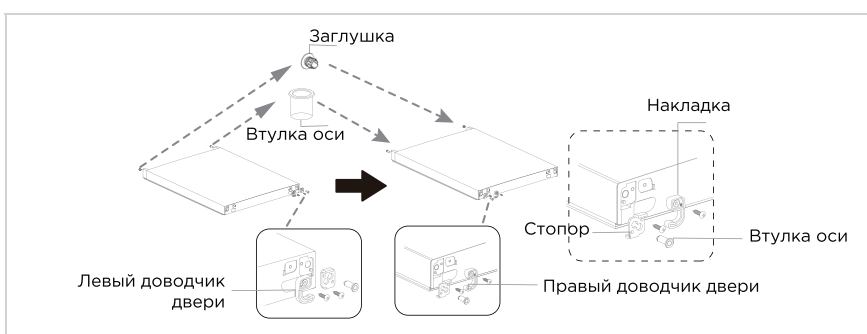 Заглушка
Втулка оси
Накладка
Стопор
Втулка оси
Левый доводчик
двери
Правый доводчик двери